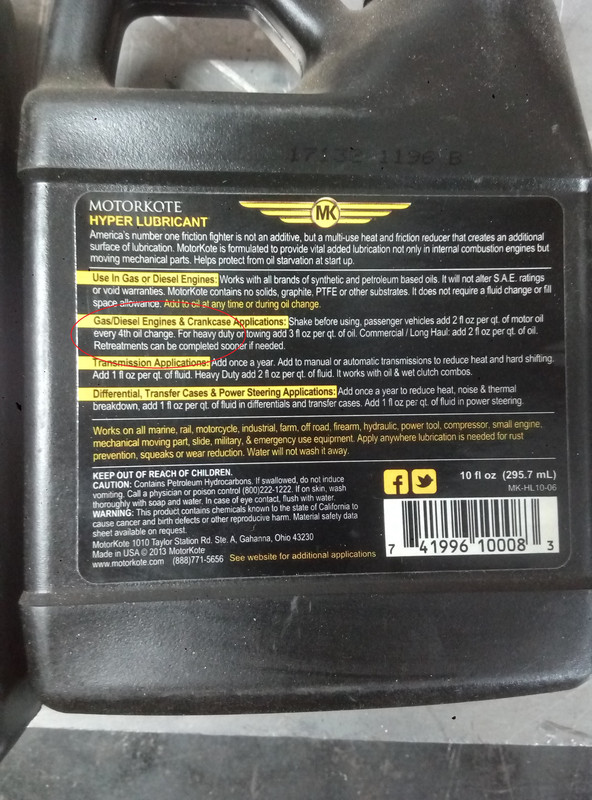 17132 1196 B
MOTORKOTE
HYPER LUBRICANT
MK
America's number one friction fighter is not an additive, but a multi-use heat and friction reducer that creates an additional
surface of lubrication. MotorKote is formulated to provide vital added lubrication not only in internal combustion engines but
moving mechanical parts. Helps protect from oil starvation at start up.
Use In Gas or Diesel Engines: Works with all brands of synthetic and petroleum based oils. It will not alter S.A.E. ratings
or void warranties. MotorKote contains no solids, graphite, PTFE or other substrates. It does not require a fluid change or fill
space allowance. Add to oil at any time or during oil change.
Gas/Diesel Engines & Crankcase Applications: Shake before using, passenger vehicles add 2 fl oz per qt. of motor oil
every 4th oil change. For heavy duty or towing add 3 fl oz per qt. of oil. Commercial / Long Haul: add 2 fl oz per qt. of oil.
Retreatments can be completed sooner if needed.
Transmission Applications: Add once a year. Add to manual or automatic transmissions to reduce heat and hard shifting.
Add 1 fl oz per qt. of fluid. Heavy Duty add 2 fl oz per qt. of fluid. It works with oil & wet clutch combos.
Differential, Transfer Cases & Power Steering Applications: Add once a year to reduce heat, noise & thermal
breakdown, add 1 fl oz per qt. of fluid in differentials and transfer cases. Add 1 fl oz per qt. of fluid in power steering.
Works on all marine, rail, motorcycle, industrial, farm, off road, firearm, hydraulic, power tool, compressor, small engine,
mechanical moving part, slide, military, & emergency use equipment. Apply anywhere lubrication is needed for rust
prevention, squeaks or wear reduction. Water will not wash it away.
KEEP OUT OF REACH OF CHILDREN.
CAUTION: Contains Petroleum Hydrocarbons. If swallowed, do not induce
vomiting. Call a physician or poison control (800)222-1222. If on skin, wash
thoroughly with soap and water. In case of eye contact, flush with water.
WARNING: This product contains chemicals known to the state of California to
cause cancer and birth defects or other reproductive harm. Material safety data
sheet available on request.
MotorKote 1010 Taylor Station Rd. Ste. A, Gahanna, Ohio 43230
Made in USA © 2013 MotorKote
www.motorkote.com (888)771-5656 See website for additional applications
10 fl oz (295.7 mL)
MK-HL10-06
7 41996 10008 3